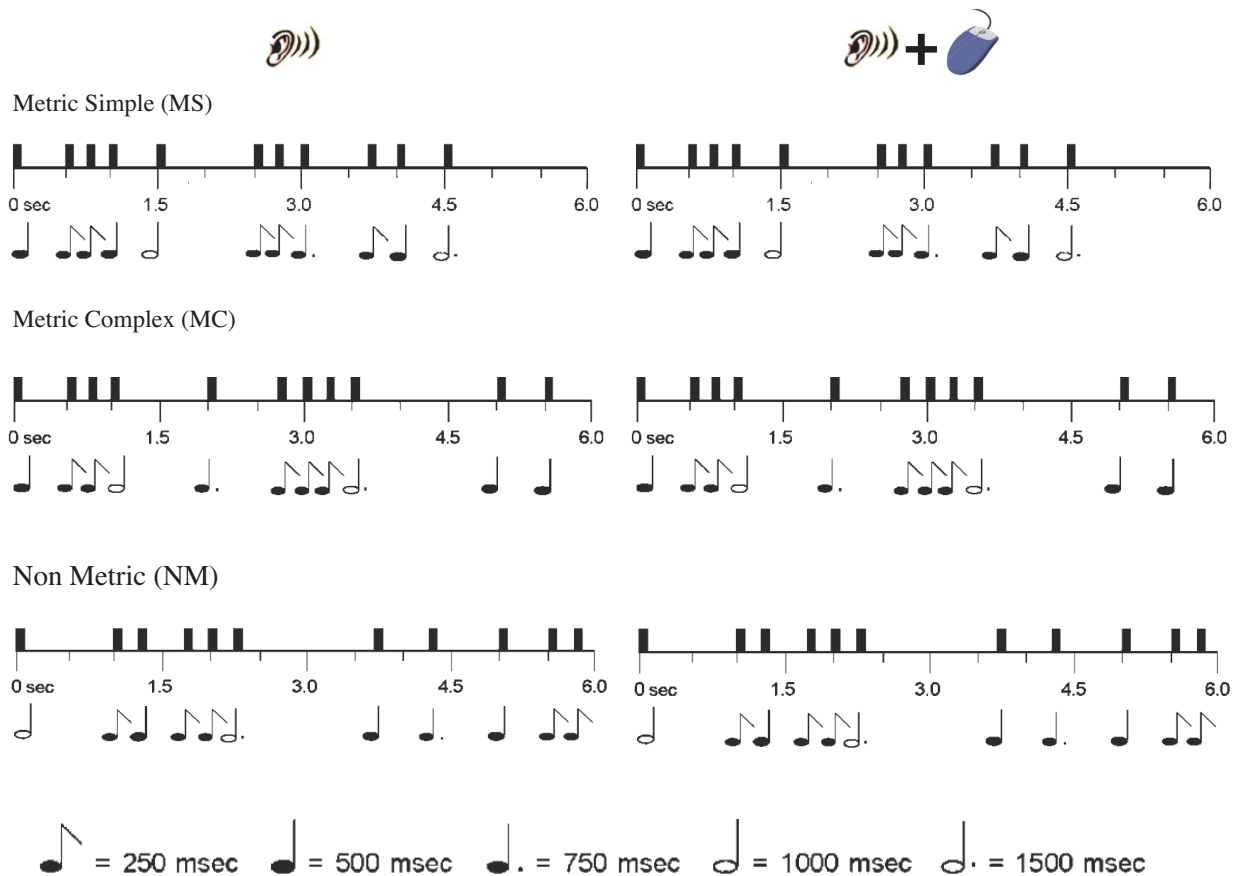 Metric Simple (MS)
0 sec 1.5 3.0 4.5 6.0 0 sec 1.5 3.0 4.5 6.0
Metric Complex (MC)
0 sec 1.5 3.0 4.5 6.0 0 sec 1.5 3.0 4.5 6.0
Non Metric (NM)
0 sec 1.5 3.0 4.5 6.0 0 sec 1.5 3.0 4.5 6.0
= 250 msec = 500 msec = 750 msec = 1000 msec = 1500 msec